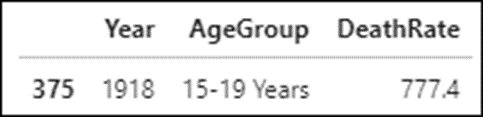 Year AgeGroup DeathRate
375 1918 15-19 Years 777.4